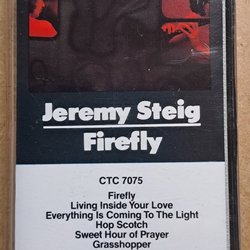 Jeremy Steig
Firefly
CTC 7075
Firefly
Living Inside Your Love
Everything Is Coming To The Light
Hop Scotch
Sweet Hour of Prayer
Grasshopper